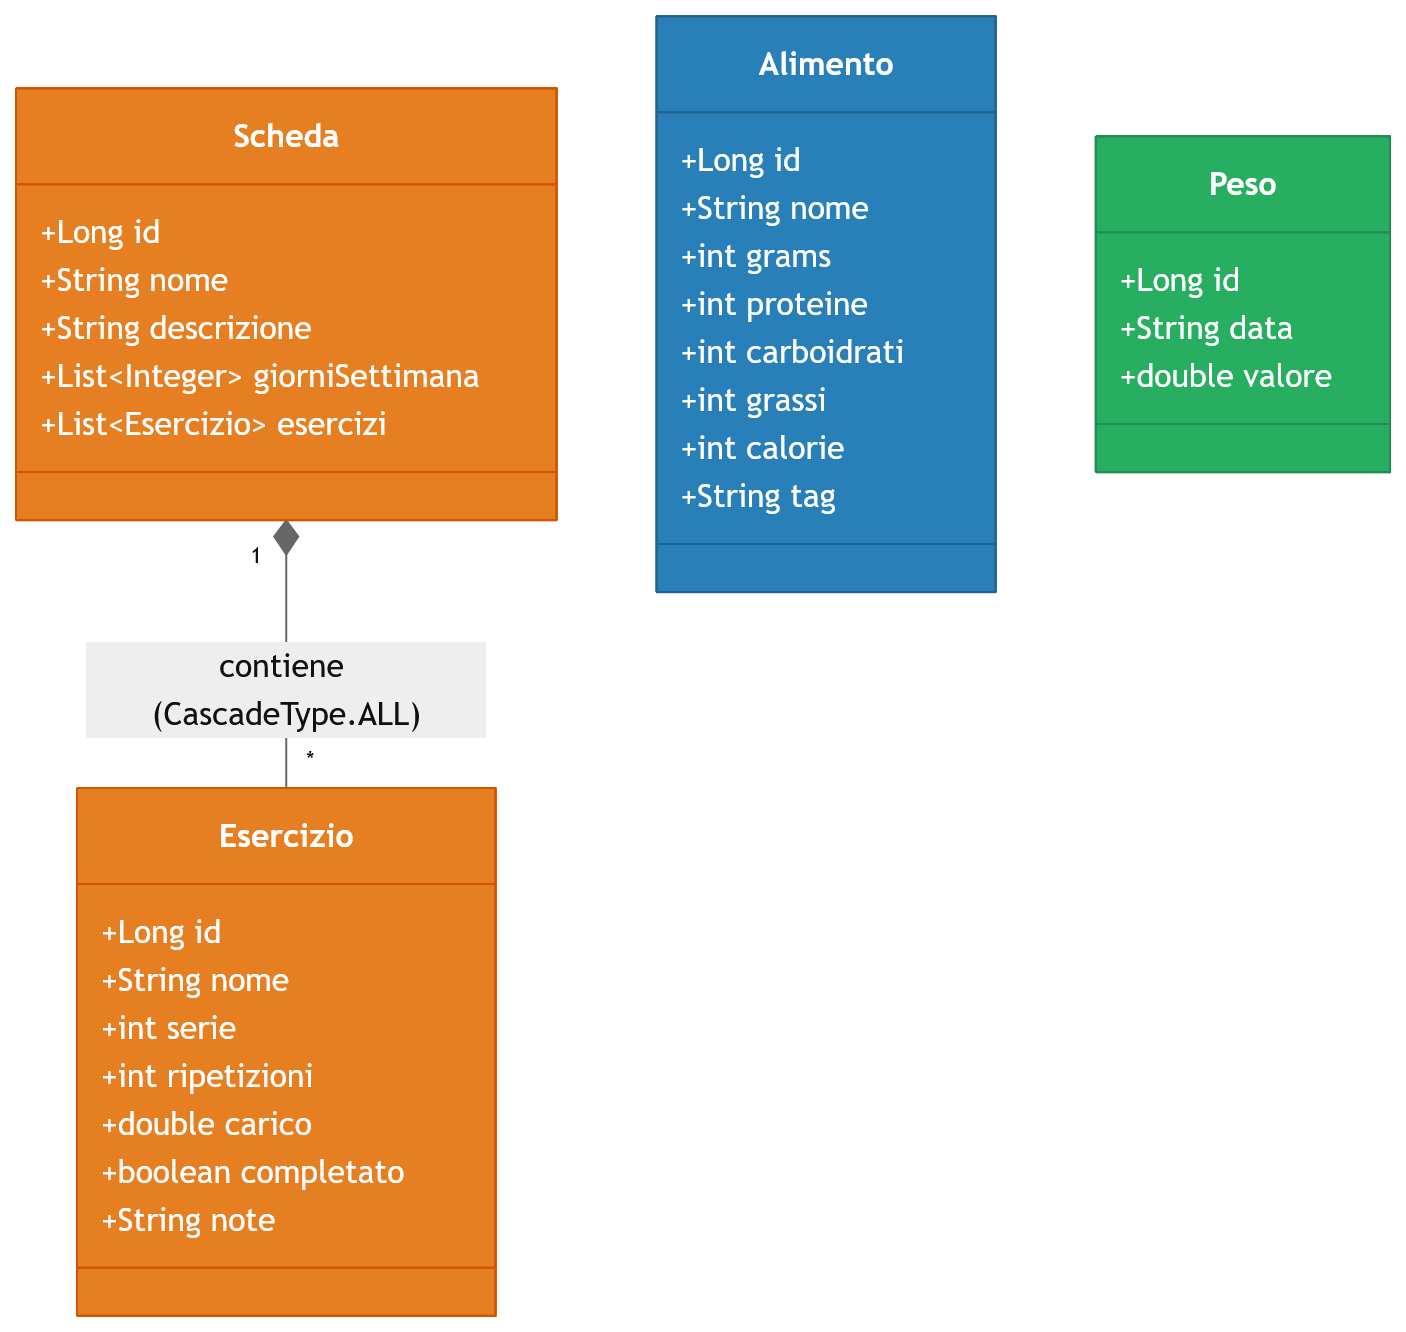 Scheda
+Long id
+String nome
+String descrizione
+List<Integer> giorniSettimana
+List<Esercizio> esercizi
1
contiene
(CascadeType.ALL)
*
Esercizio
+Long id
+String nome
+int serie
+int ripetizioni
+double carico
+boolean completato
+String note
Alimento
+Long id
+String nome
+int grams
+int proteine
+int carboidrati
+int grassi
+int calorie
+String tag
Peso
+Long id
+String data
+double valore